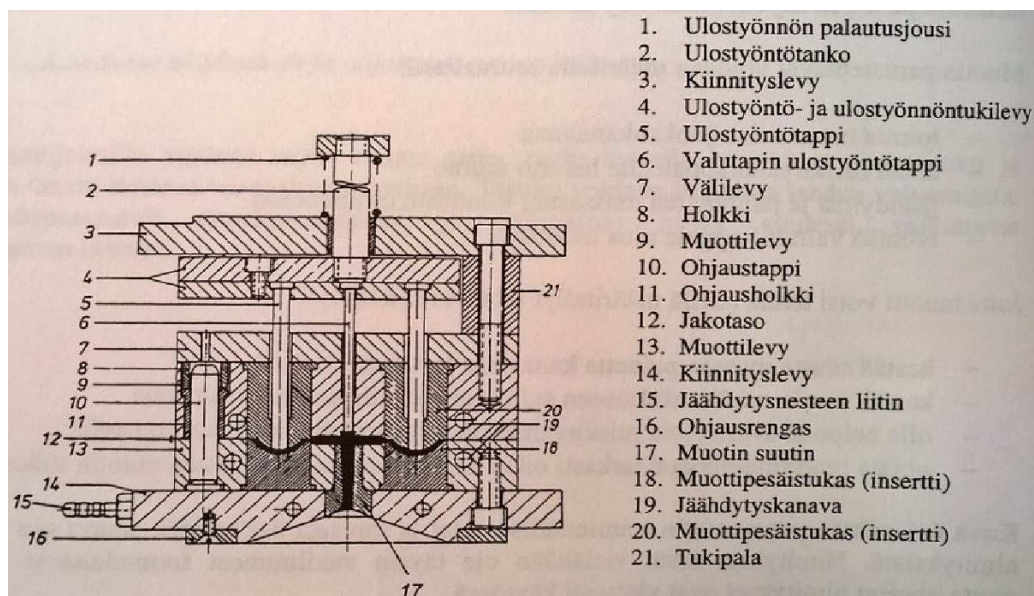 1. Ulostyönnön palautusjousi
2. Ulostyöntötanko
3. Kiinnityslevy
4. Ulostyöntö- ja ulostyönnöntukilevy
5. Ulostyöntötappi
6. Valutapin ulostyöntötappi
7. Välilevy
8. Holkki
9. Muottilevy
10. Ohjaustappi
11. Ohjausholkki
12. Jakotaso
13. Muottilevy
14. Kiinnityslevy
15. Jäähdytysnesteen liitin
16. Ohjausrengas
17. Muotin suutin
18. Muottipesäistukas (insertti)
19. Jäähdytyskanava
20. Muottipesäistukas (insertti)
21. Tukipala
1
2
3
4
5
6
7
8
9
10
11
12
13
14
15
16
17
21
20
19
18